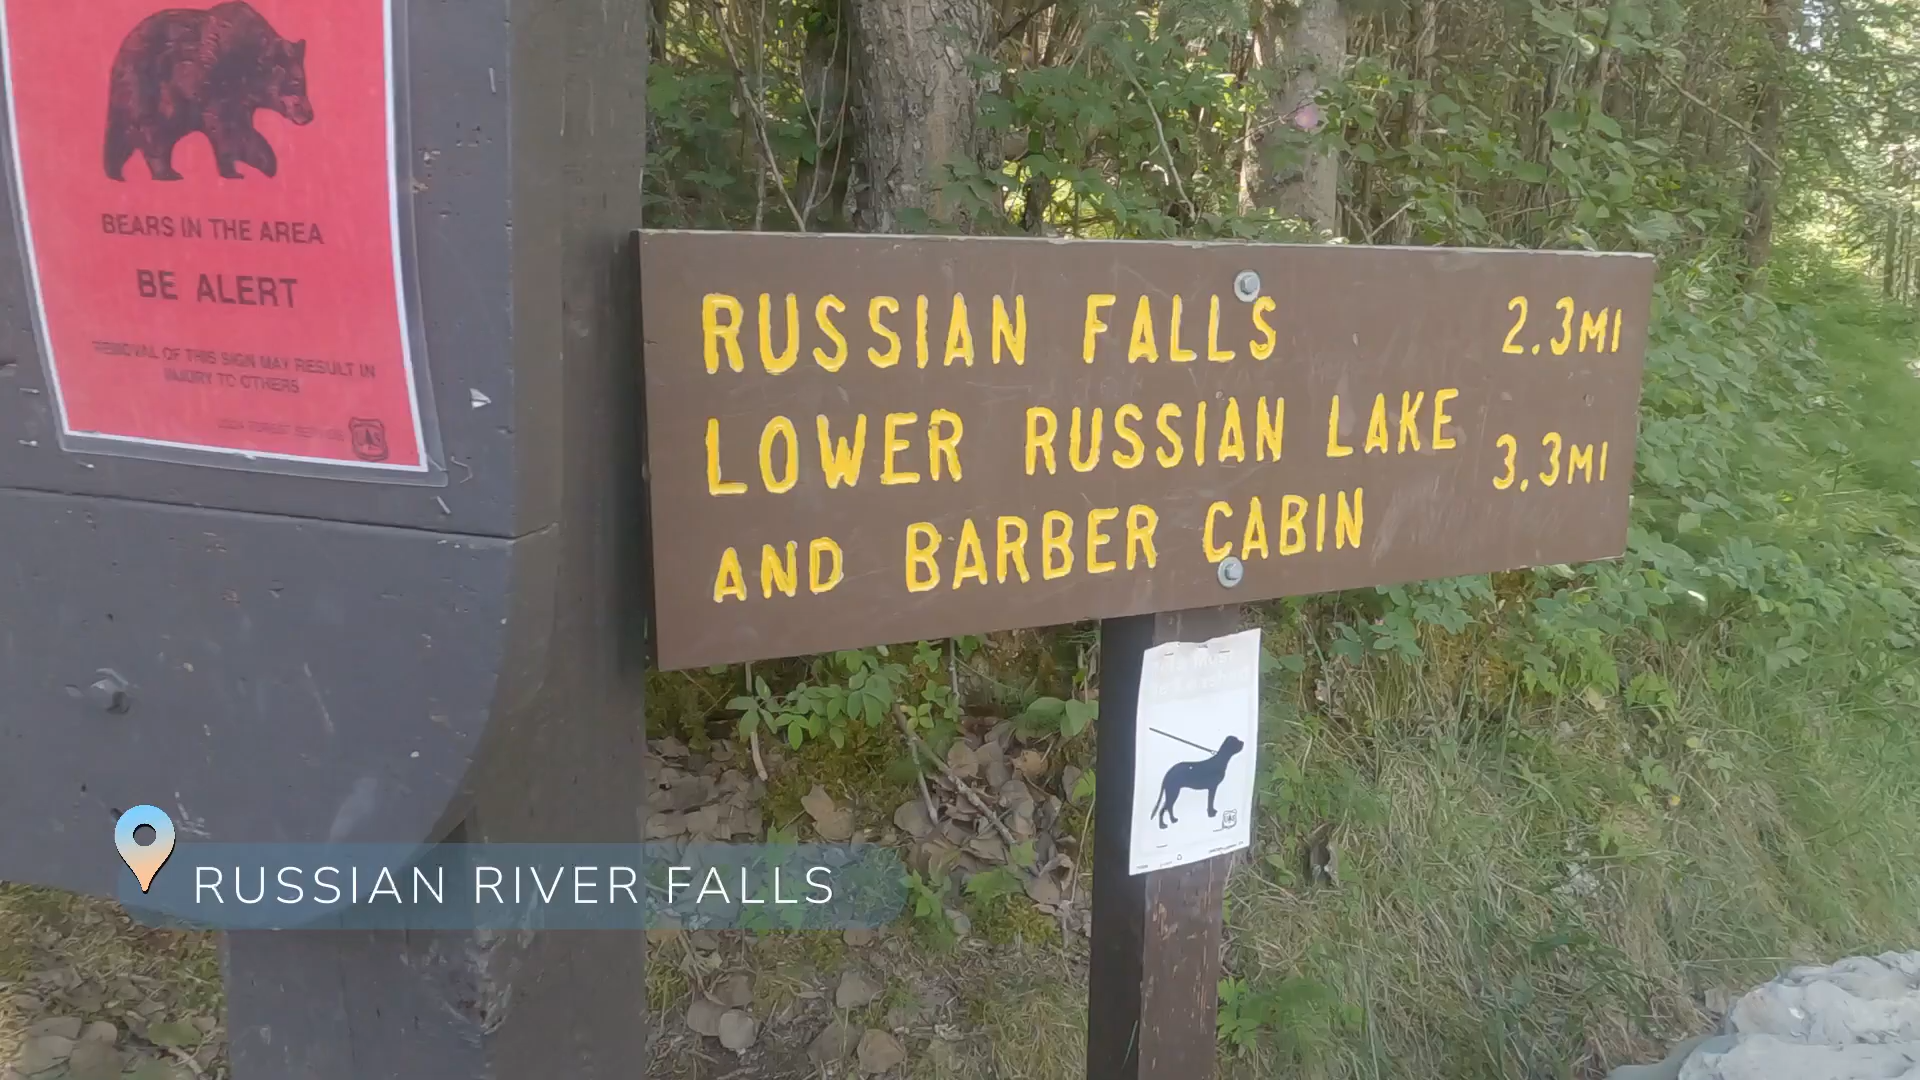 BEARS IN THE AREA
BE ALERT
REMOVAL OF THIS SIGN MAY RESULT IN
INJURY TO OTHERS
RUSSIAN FALLS 2.3MI
LOWER RUSSIAN LAKE
AND BARBER CABIN 3.3MI
RUSSIAN RIVER FALLS